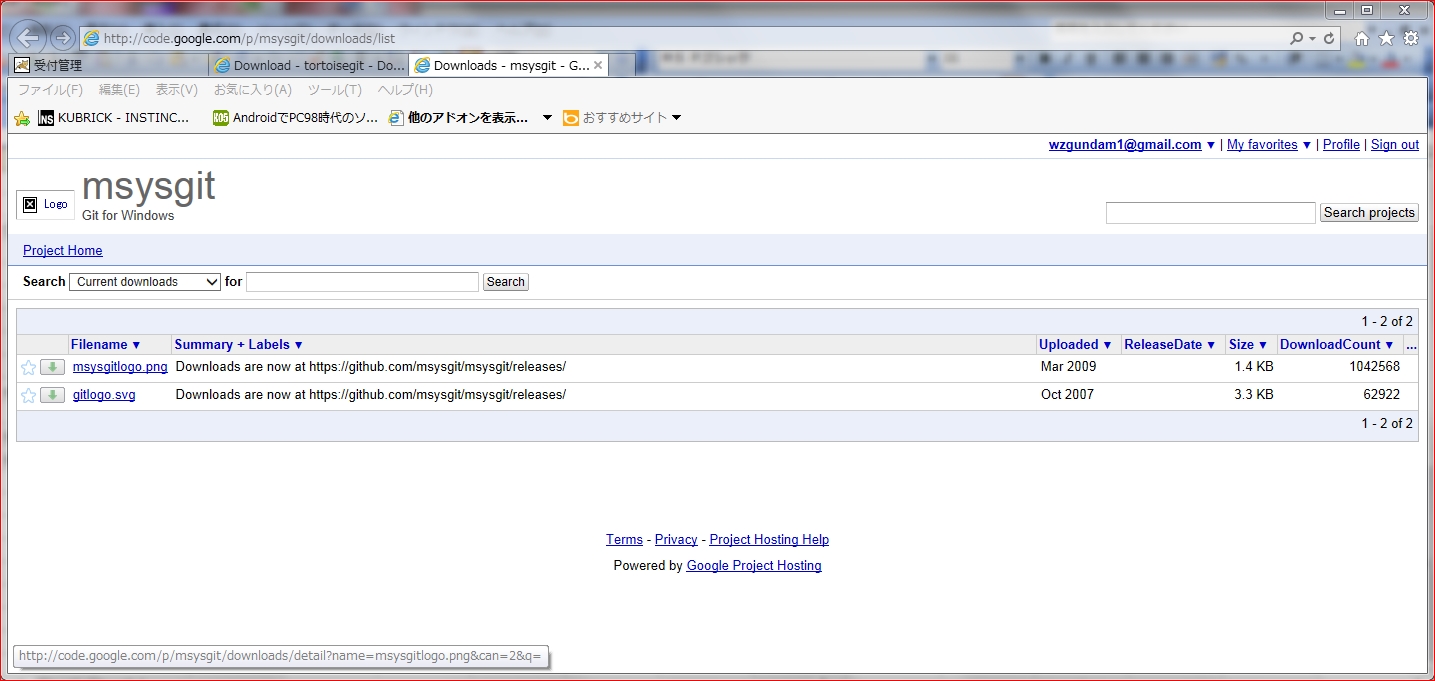 http://code.google.com/p/msysgit/downloads/list
受付管理 Download - tortoisegit - Do... Downloads - msysgit - G...
ファイル(F) 編集(E) 表示(V) お気に入り(A) ツール(T) ヘルプ(H)
NS KUBRICK - INSTINC... K05 AndroidでPC98時代のソ... 他のアドオンを表示... おすすめサイト
wzgundam1@gmail.com ▼ | My favorites ▼ | Profile | Sign out
Logo
msysgit
Git for Windows
Search projects
Project Home
Search Current downloads for Search
1 - 2 of 2
Filename ▼ Summary + Labels ▼ Uploaded ▼ ReleaseDate ▼ Size ▼ DownloadCount ▼ ...
msysgitlogo.png Downloads are now at https://github.com/msysgit/msysgit/releases/ Mar 2009 1.4 KB 1042568
gitlogo.svg Downloads are now at https://github.com/msysgit/msysgit/releases/ Oct 2007 3.3 KB 62922
1 - 2 of 2
Terms - Privacy - Project Hosting Help
Powered by Google Project Hosting
http://code.google.com/p/msysgit/downloads/detail?name=msysgitlogo.png&can=2&q=